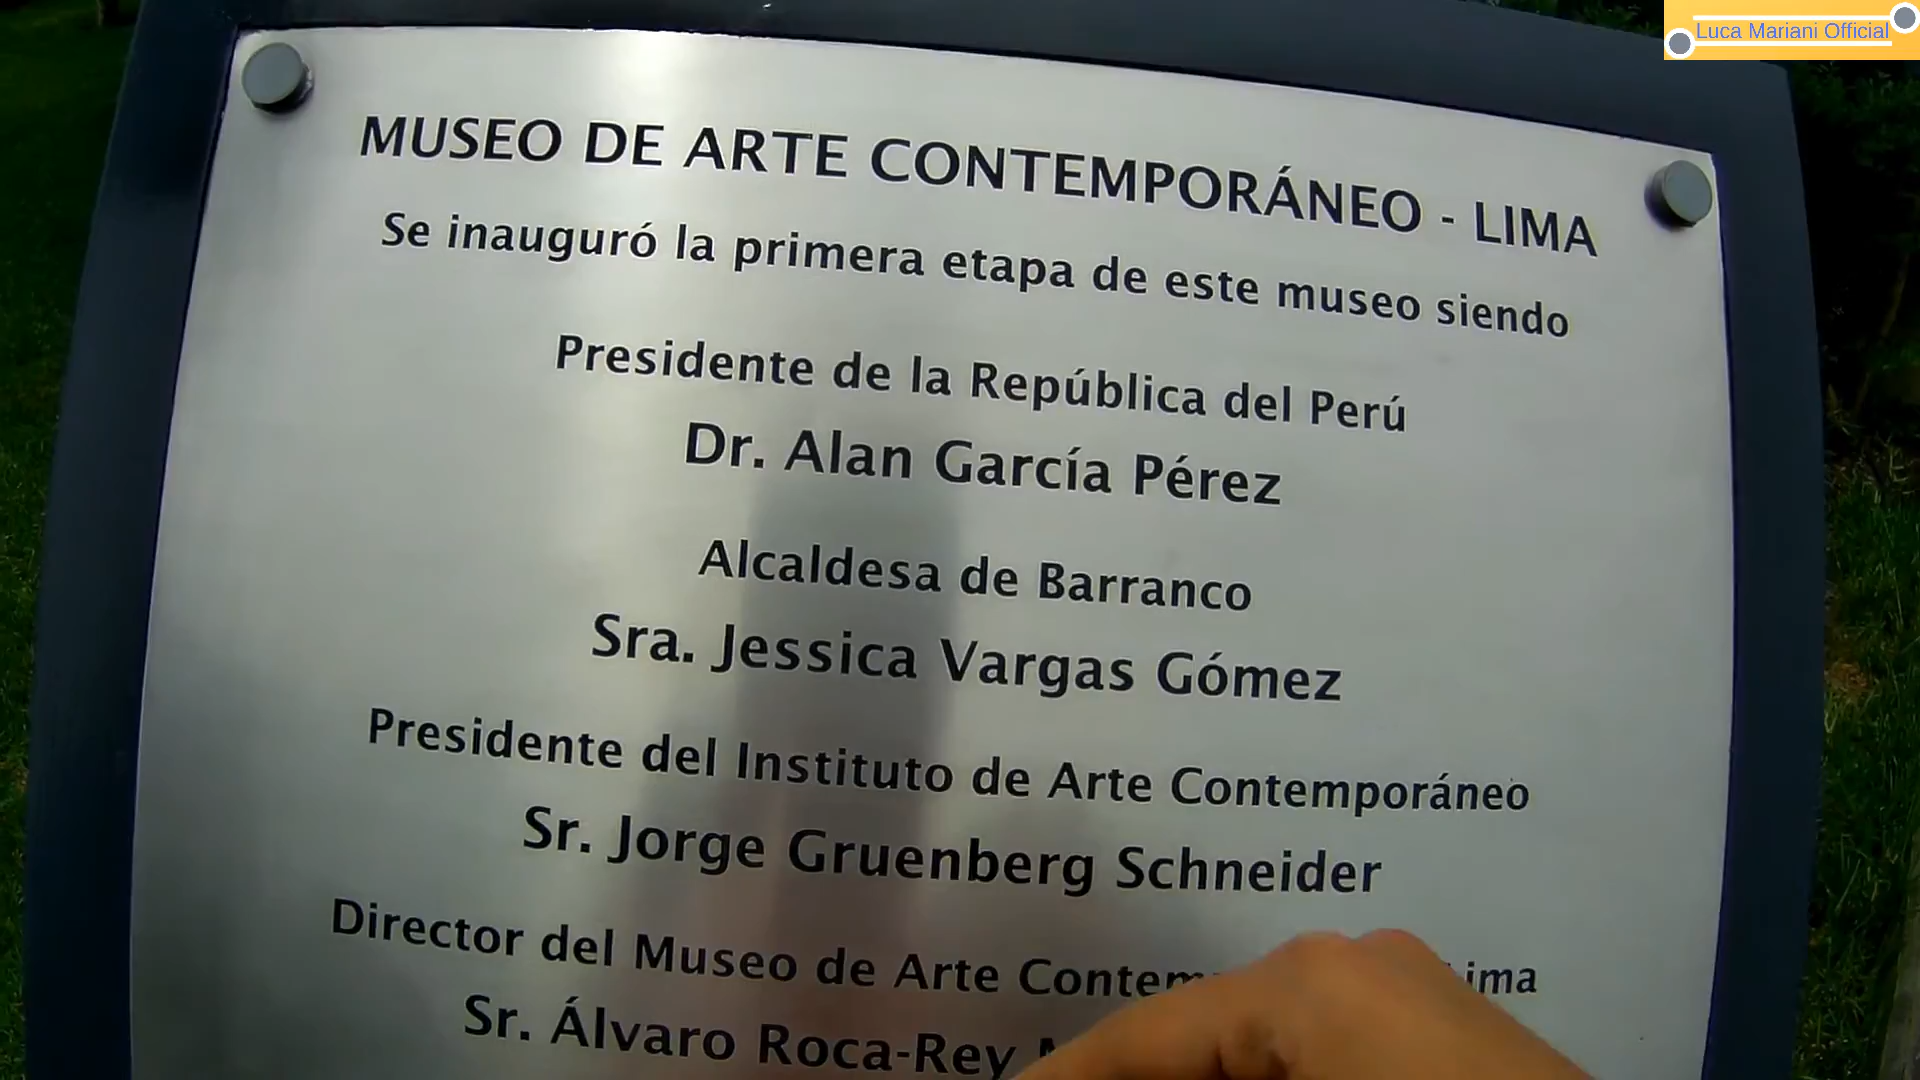 Luca Mariani Official
MUSEO DE ARTE CONTEMPORÁNEO - LIMA
Se inauguró la primera etapa de este museo siendo
Presidente de la República del Perú
Dr. Alan García Pérez
Alcaldesa de Barranco
Sra. Jessica Vargas Gómez
Presidente del Instituto de Arte Contemporáneo
Sr. Jorge Gruenberg Schneider
Director del Museo de Arte
Sr. Álvaro Roca-Rey